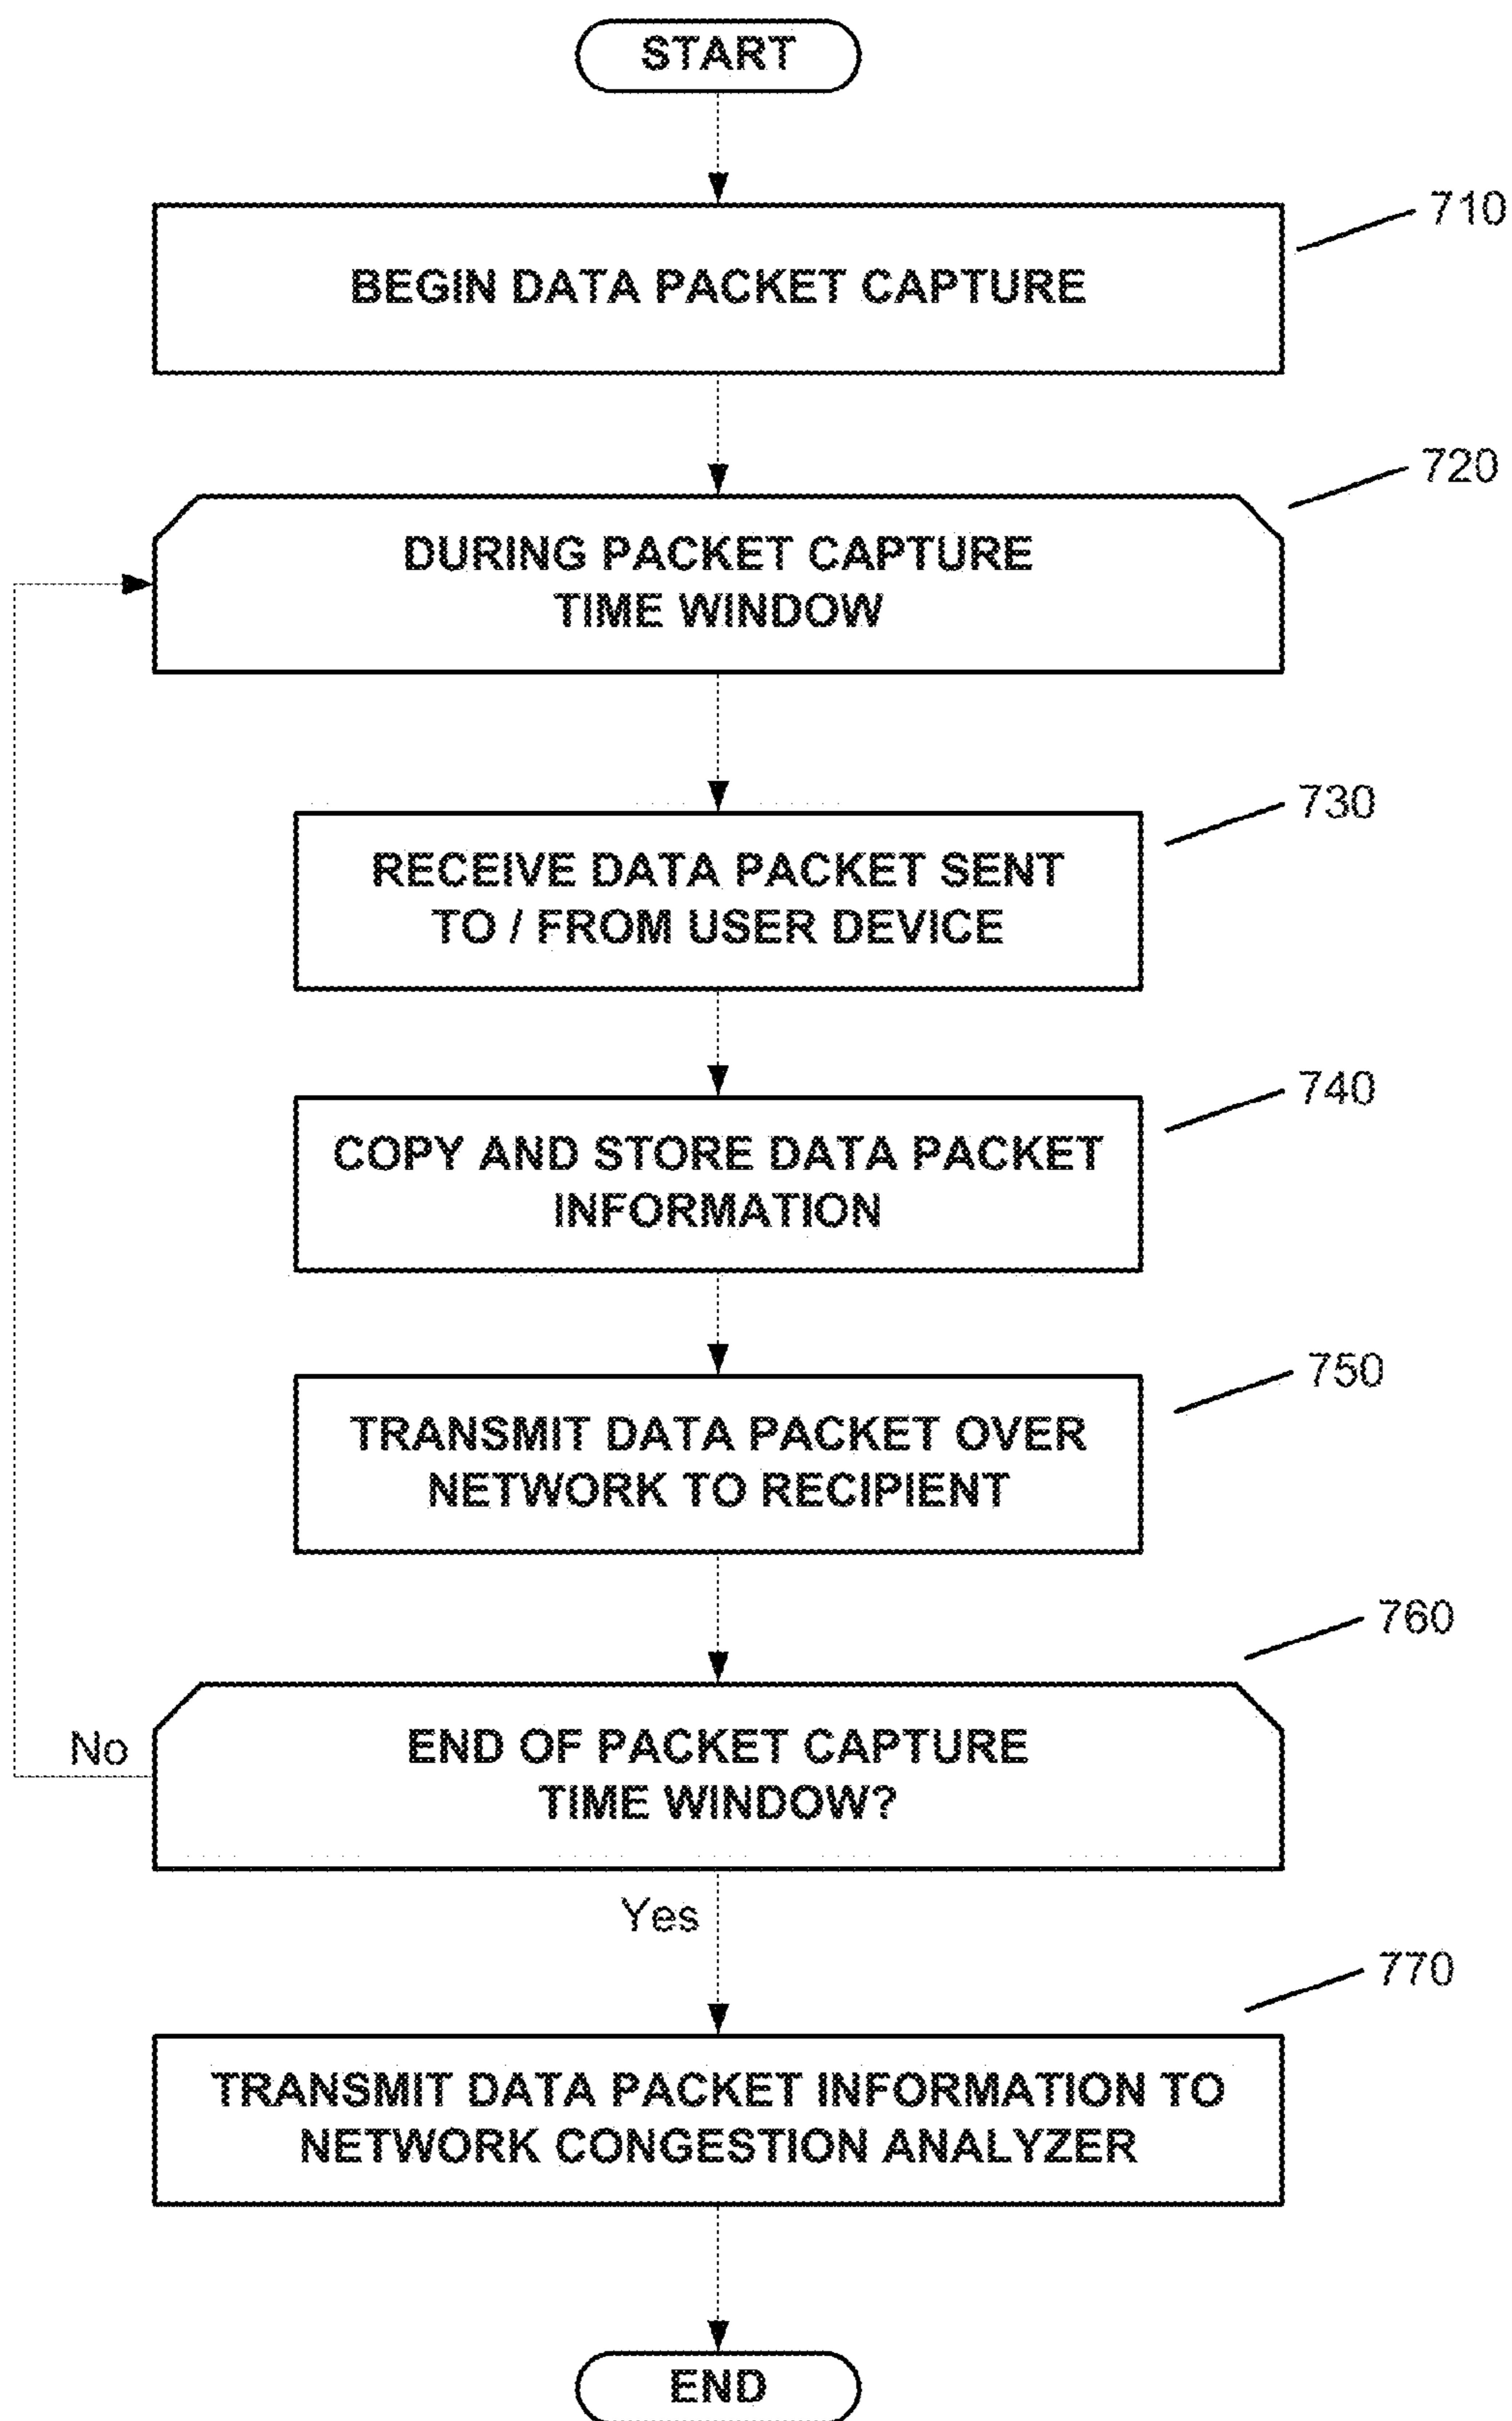 START
710
BEGIN DATA PACKET CAPTURE
720
DURING PACKET CAPTURE
TIME WINDOW
730
RECEIVE DATA PACKET SENT
TO / FROM USER DEVICE
740
COPY AND STORE DATA PACKET
INFORMATION
750
TRANSMIT DATA PACKET OVER
NETWORK TO RECIPIENT
760
No
END OF PACKET CAPTURE
TIME WINDOW?
Yes
770
TRANSMIT DATA PACKET INFORMATION TO
NETWORK CONGESTION ANALYZER
END